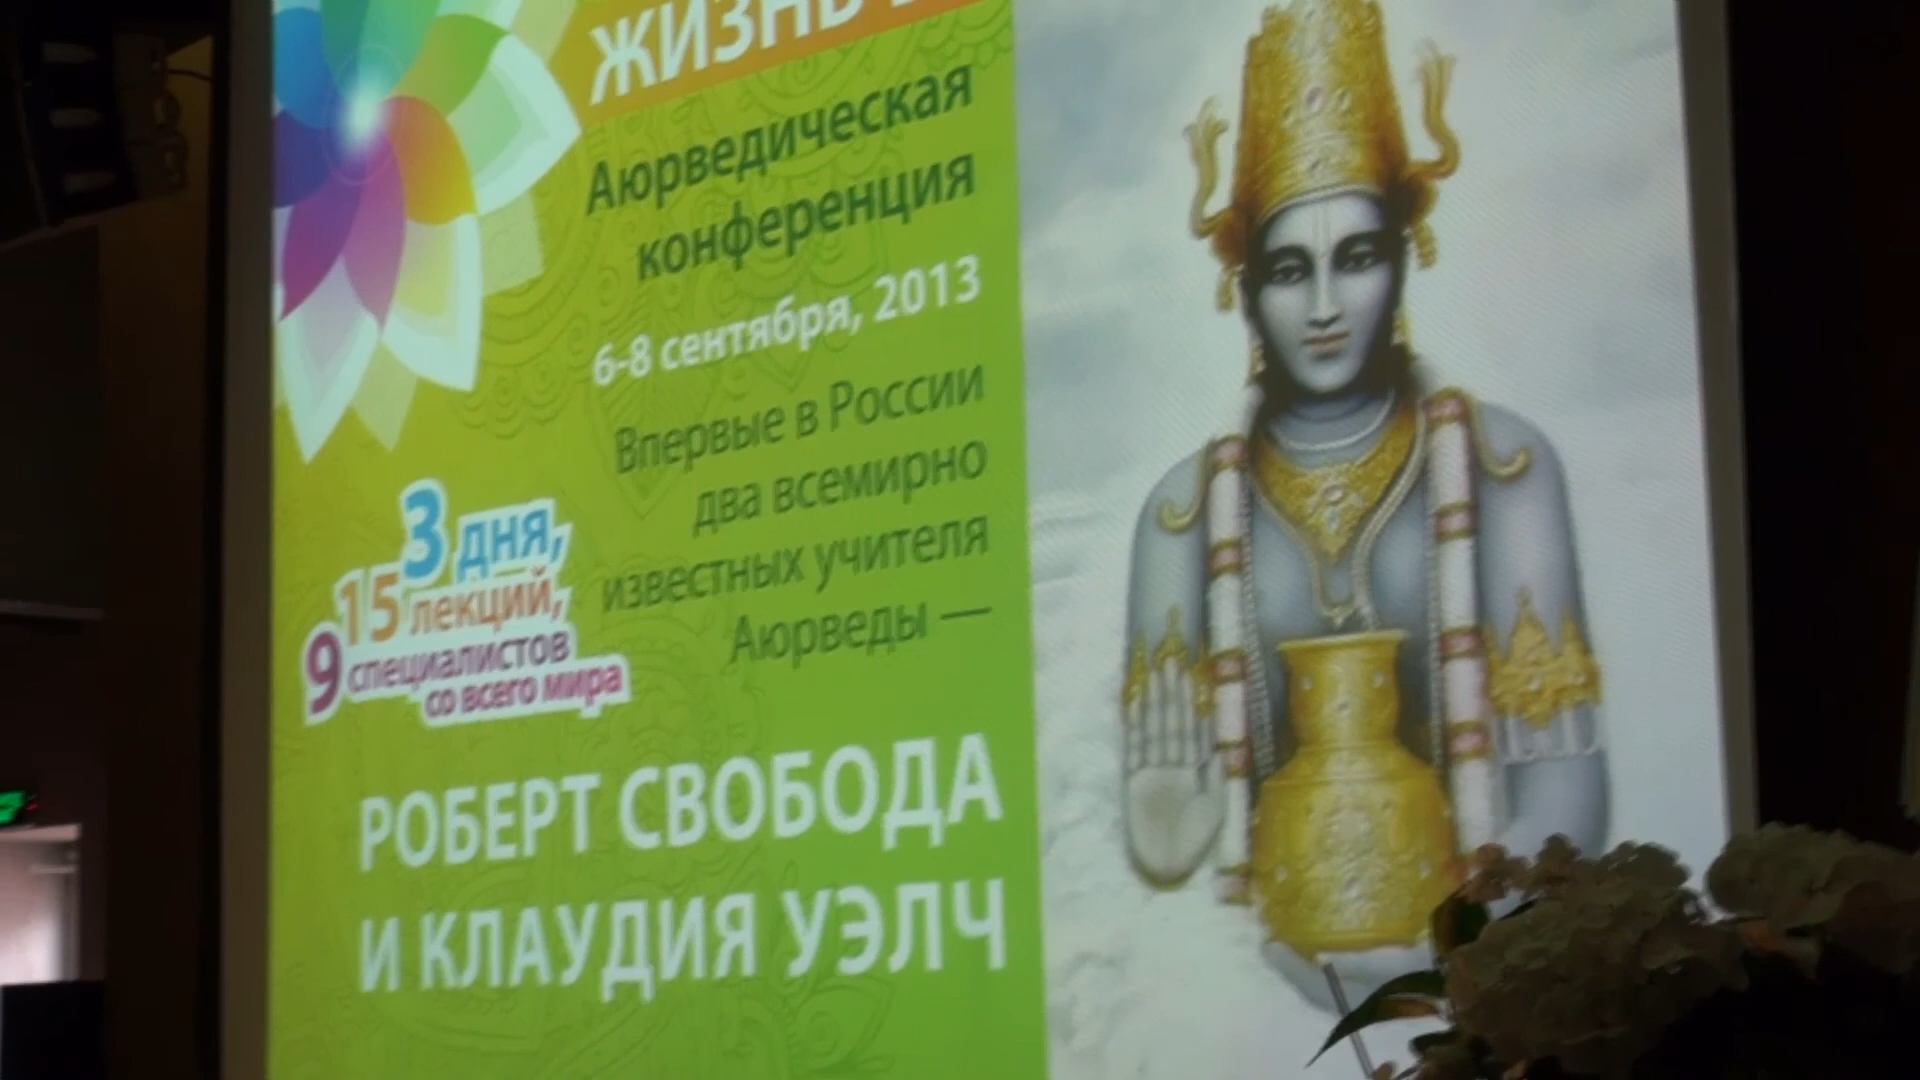 ЖИЗНЬ
Аюрведическая
конференция
6-8 сентября, 2013
Впервые в России
два всемирно
известных учителя
Аюрведы —
3 дня,
15 лекций,
9 специалистов
со всего мира
РОБЕРТ СВОБОДА
И КЛАУДИЯ УЭЛЧ